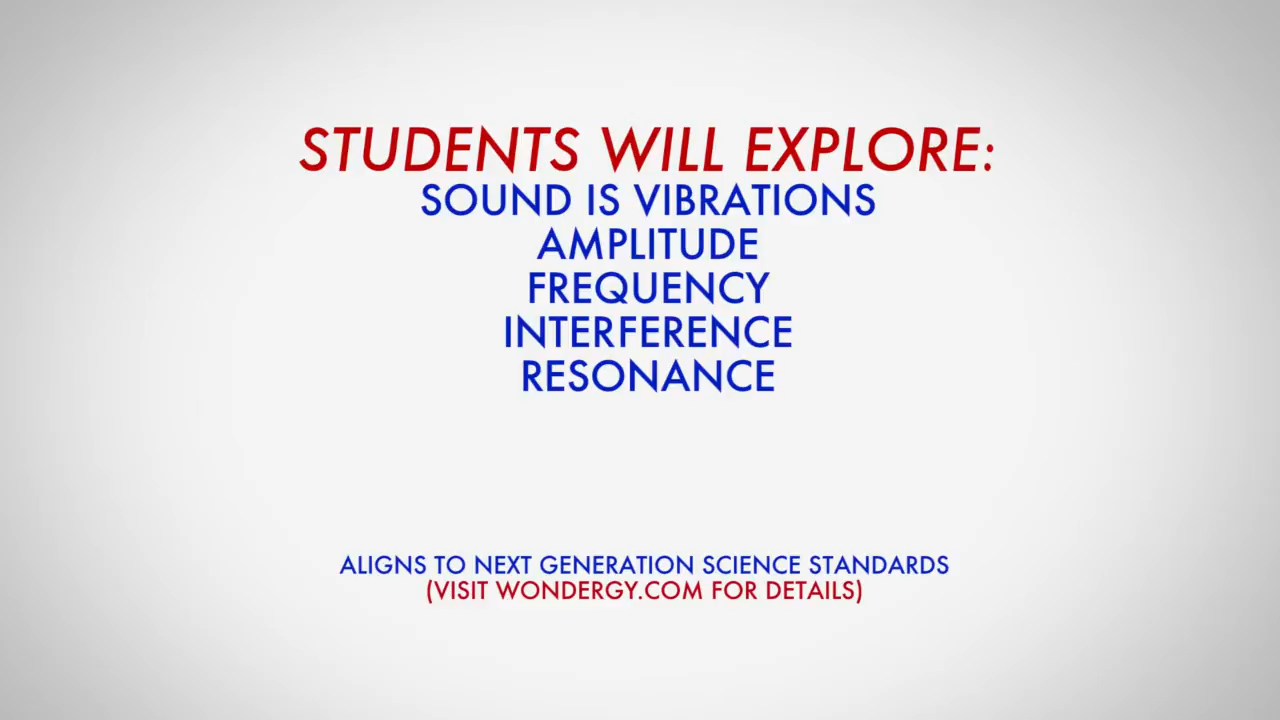 STUDENTS WILL EXPLORE:
SOUND IS VIBRATIONS
AMPLITUDE
FREQUENCY
INTERFERENCE
RESONANCE
ALIGNS TO NEXT GENERATION SCIENCE STANDARDS
(VISIT WONDERGY.COM FOR DETAILS)